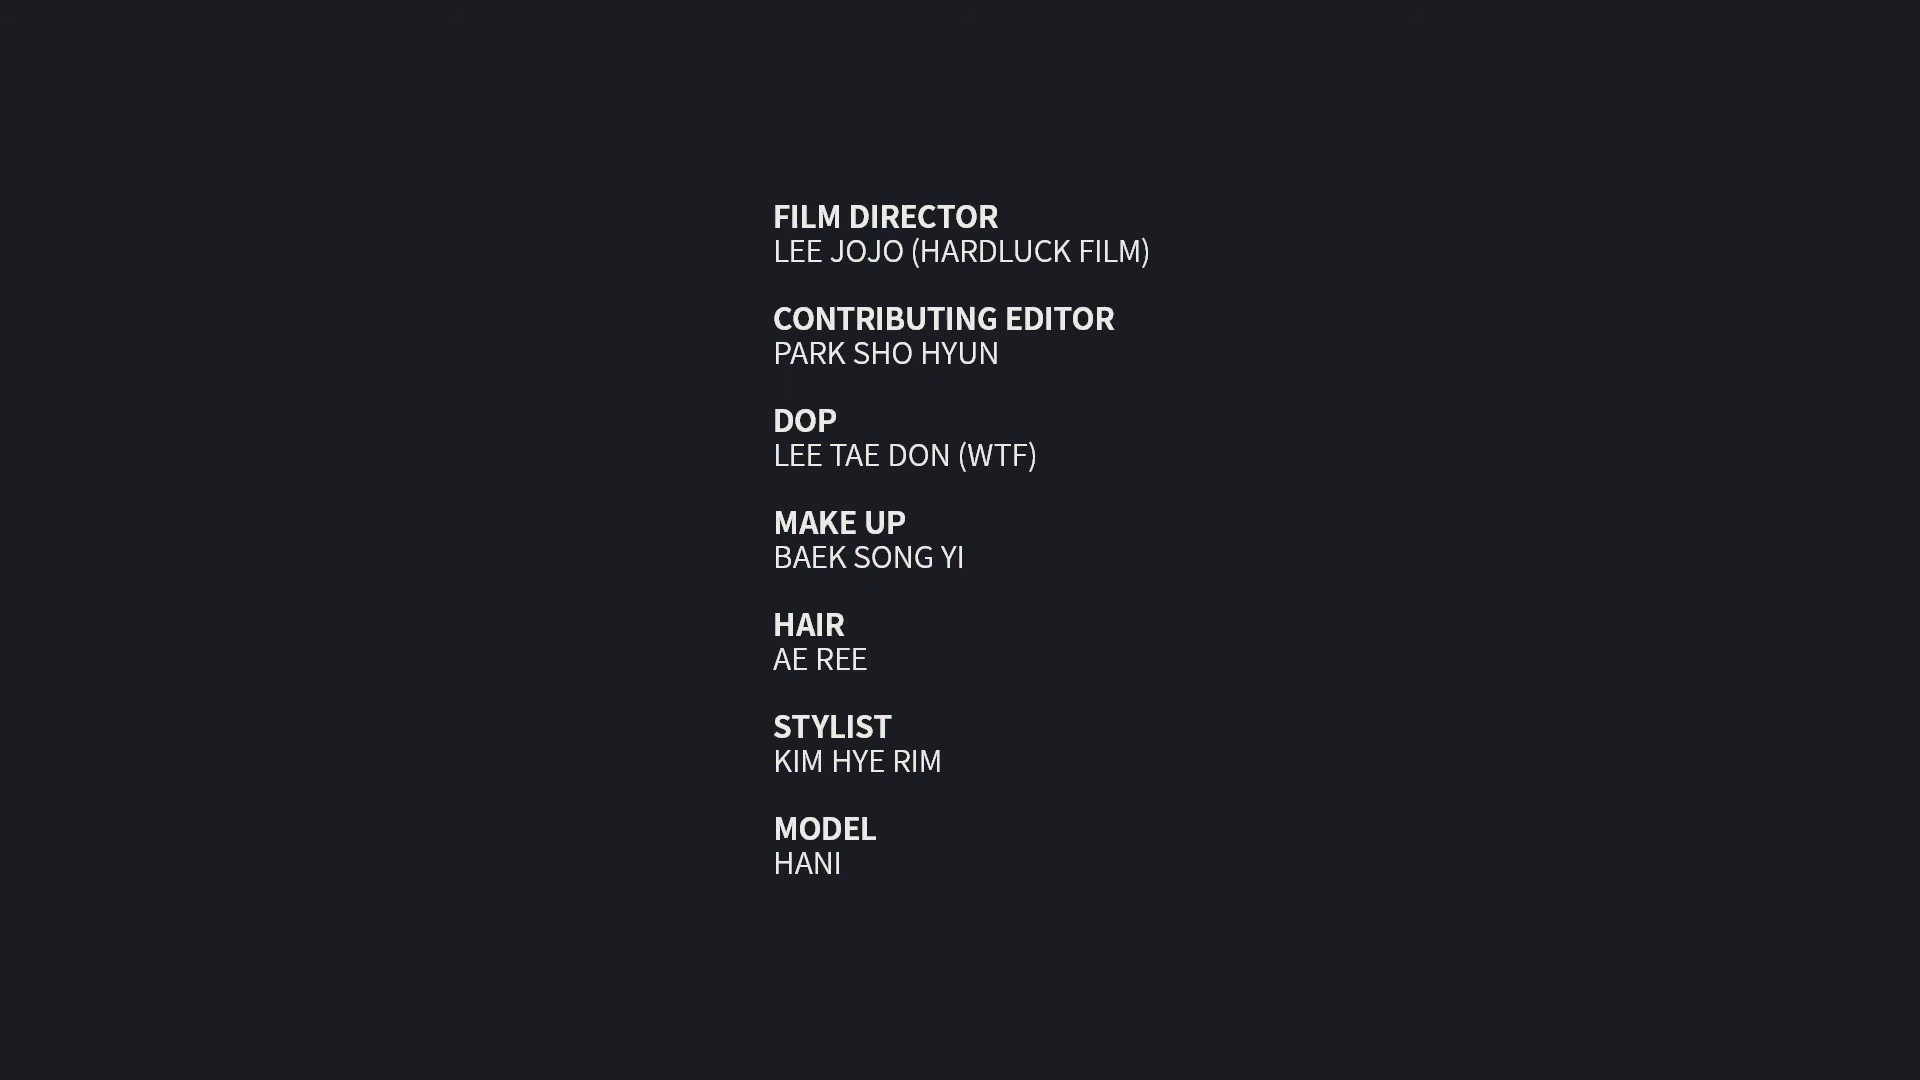 FILM DIRECTOR
LEE JOJO (HARDLUCK FILM)
CONTRIBUTING EDITOR
PARK SHO HYUN
DOP
LEE TAE DON (WTF)
MAKE UP
BAEK SONG YI
HAIR
AE REE
STYLIST
KIM HYE RIM
MODEL
HANI